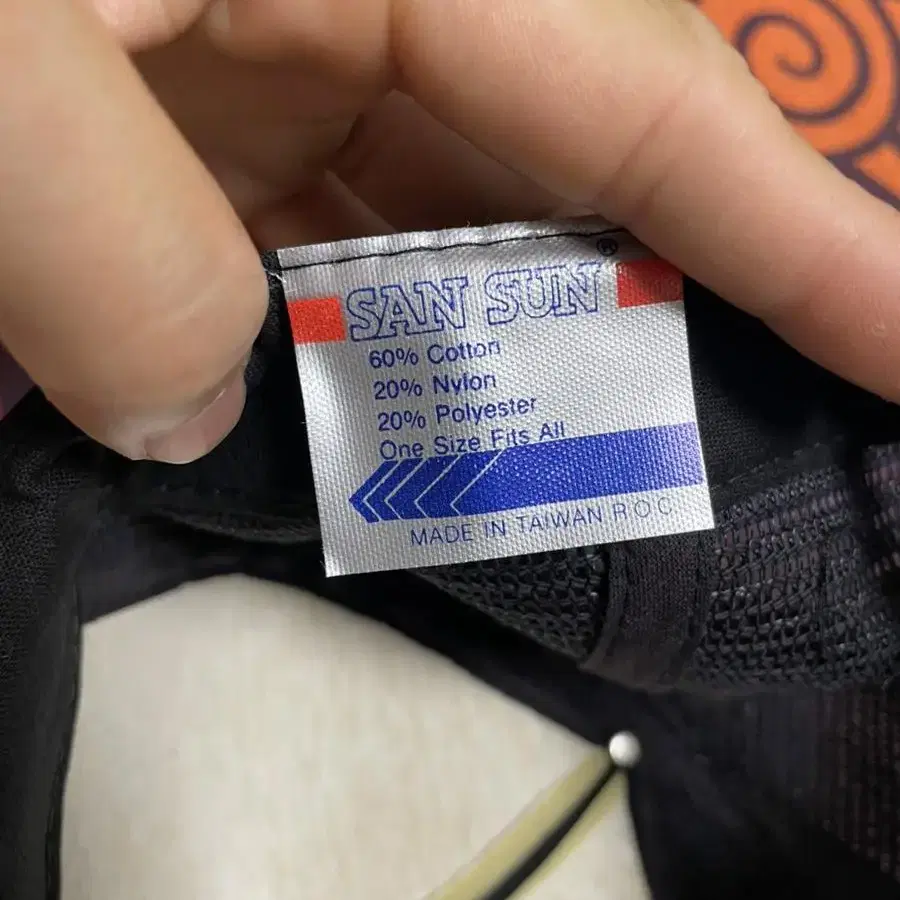 SAN SUN ®
60% Cotton
20% Nylon
20% Polyester
One Size Fits All
MADE IN TAIWAN R O C